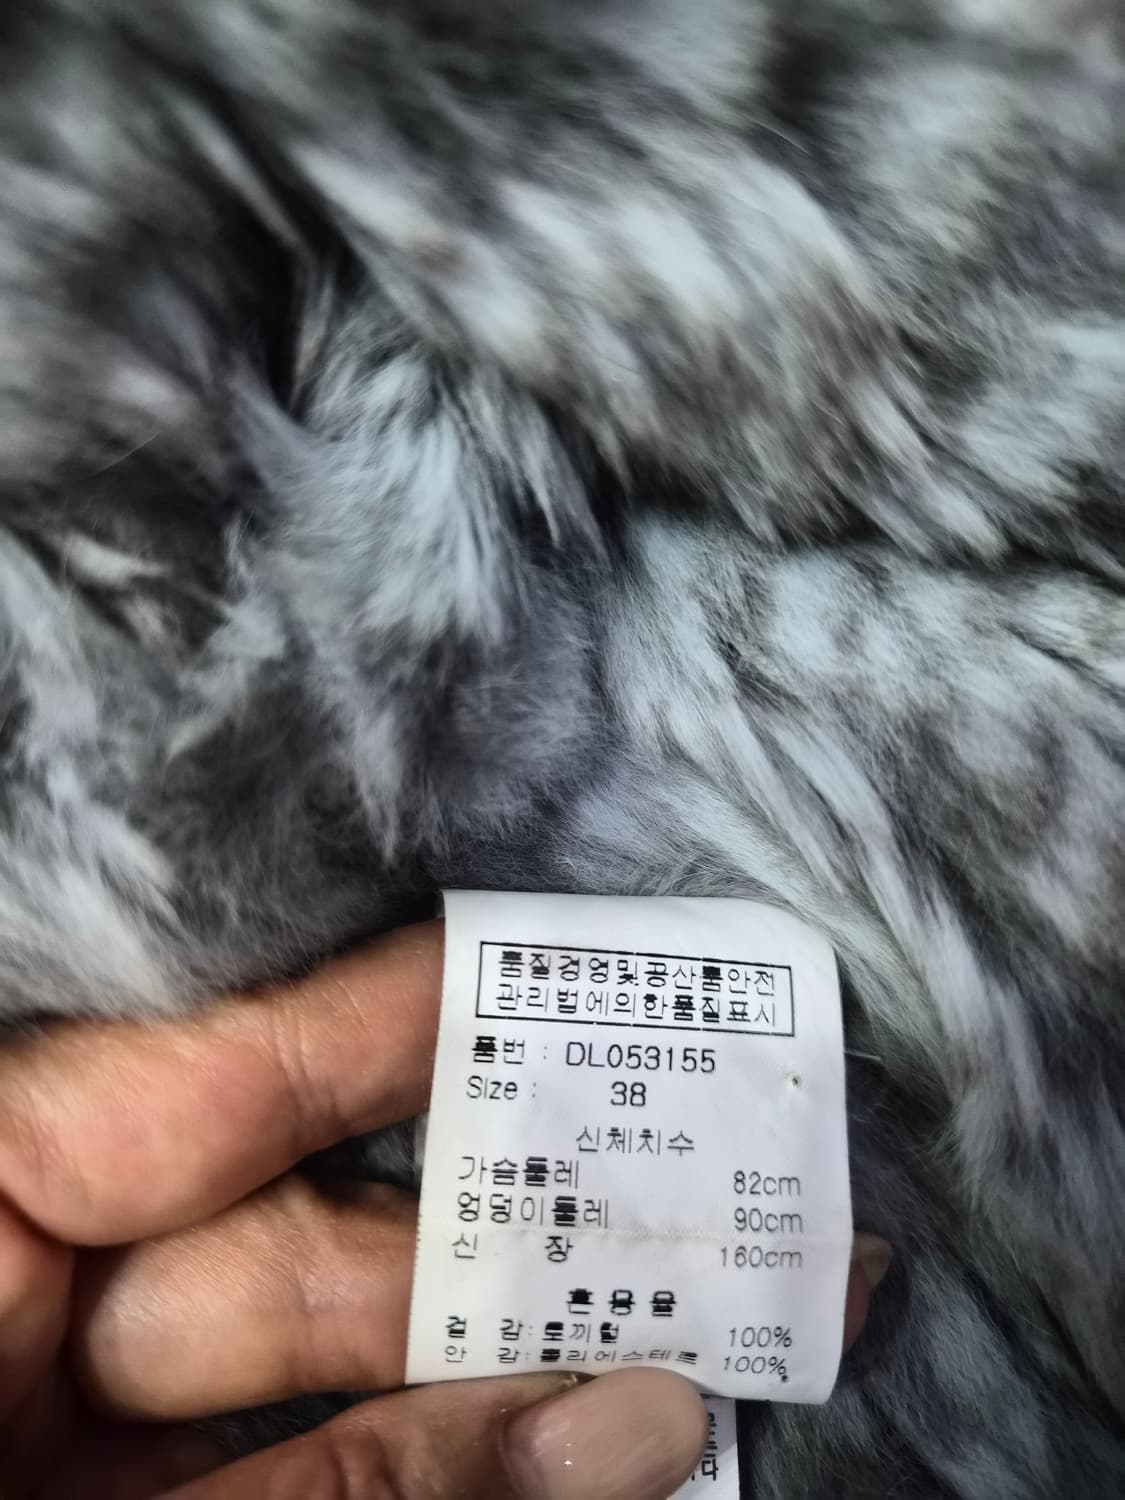 품질경영및공산품안전
관리법에의한품질표시
품번 : DL053155
Size : 38
신체치수
가슴둘레 82cm
엉덩이둘레 90cm
신 장 160cm
혼 용 율
겉 감 : 토끼털 100%
안 감 : 폴리에스테르 100%